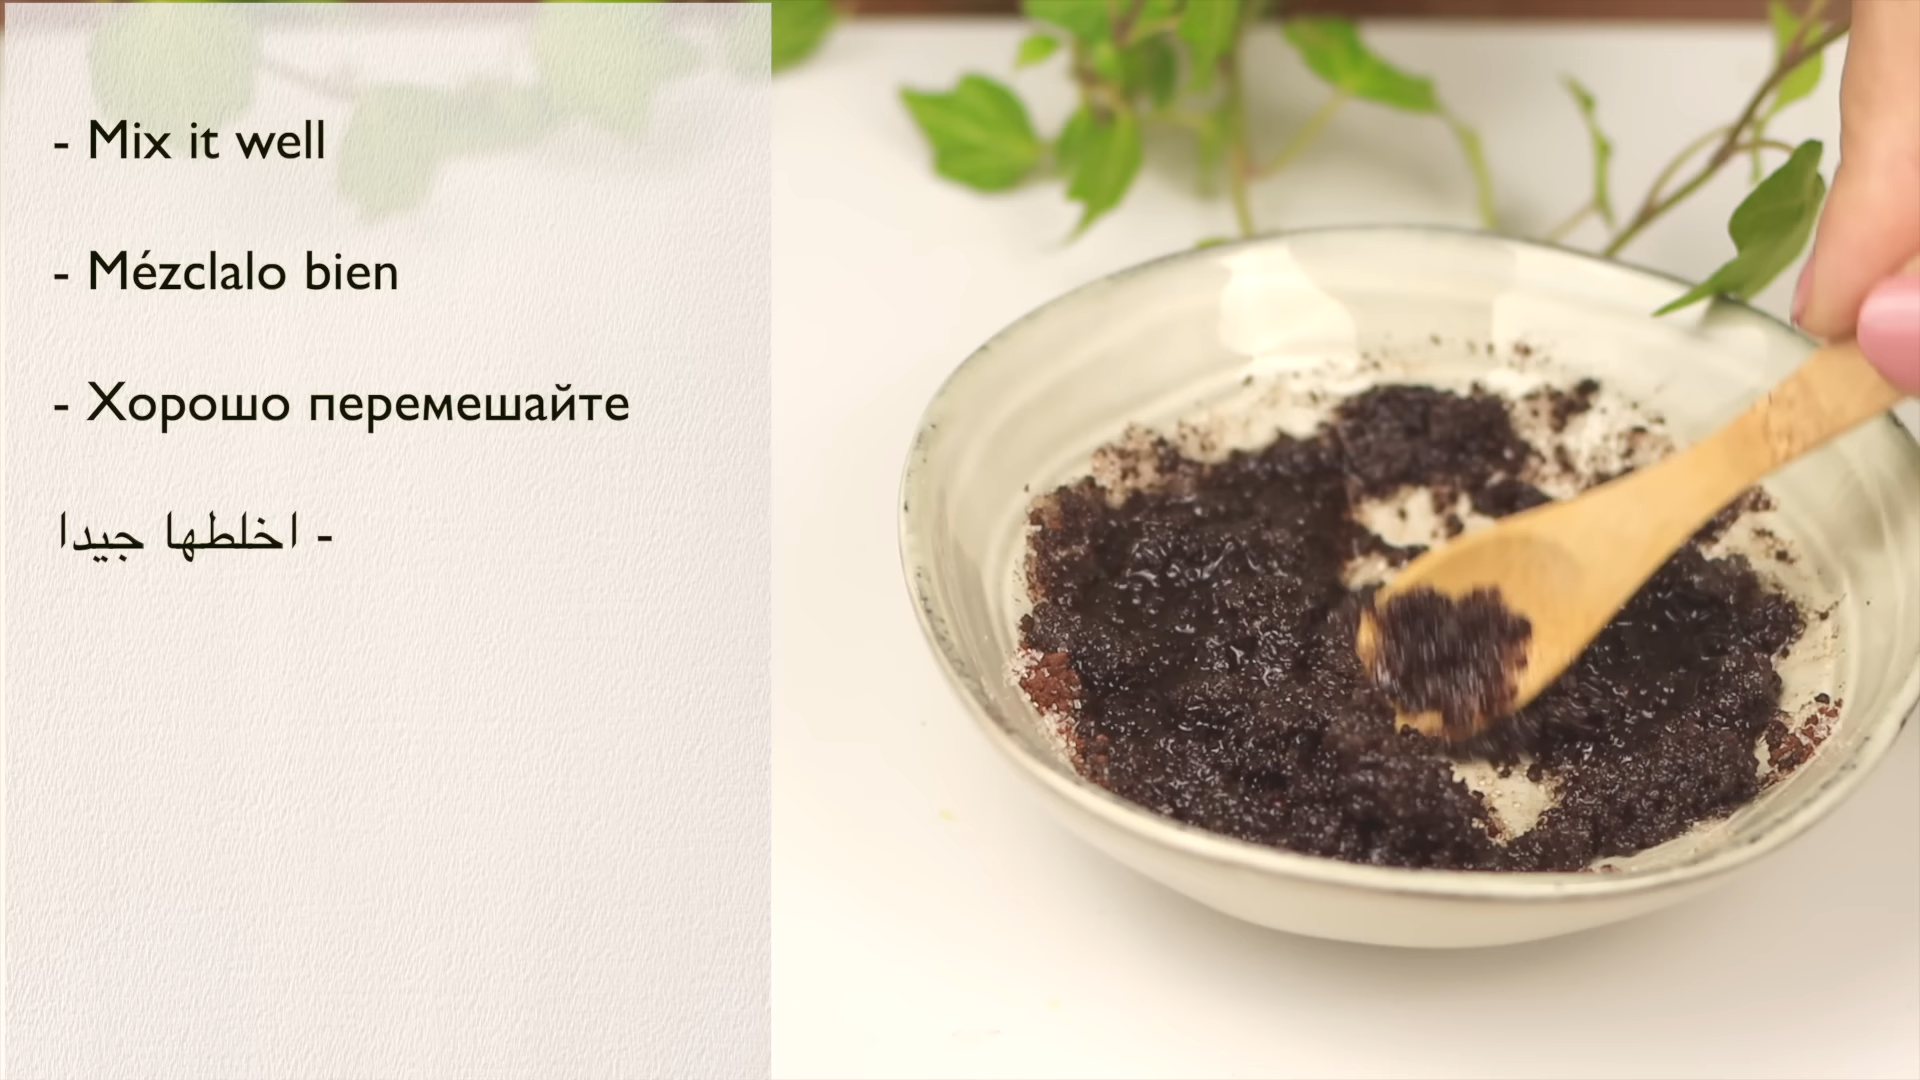 - Mix it well
- Mézclalo bien
- Хорошо перемешайте
- اخلطها جيدا